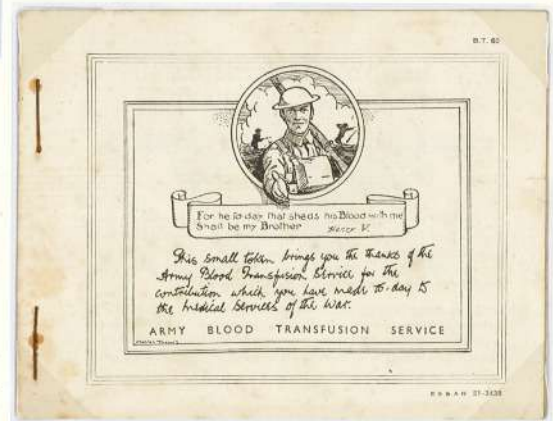 B.T. 60
For he to-day that sheds his Blood with me
Shall be my Brother Henry V.
This small token brings you the thanks of the
Army Blood Transfusion Service for the
contribution which you have made to-day to
the Medical Services of the War.
ARMY BLOOD TRANSFUSION SERVICE
51-3438